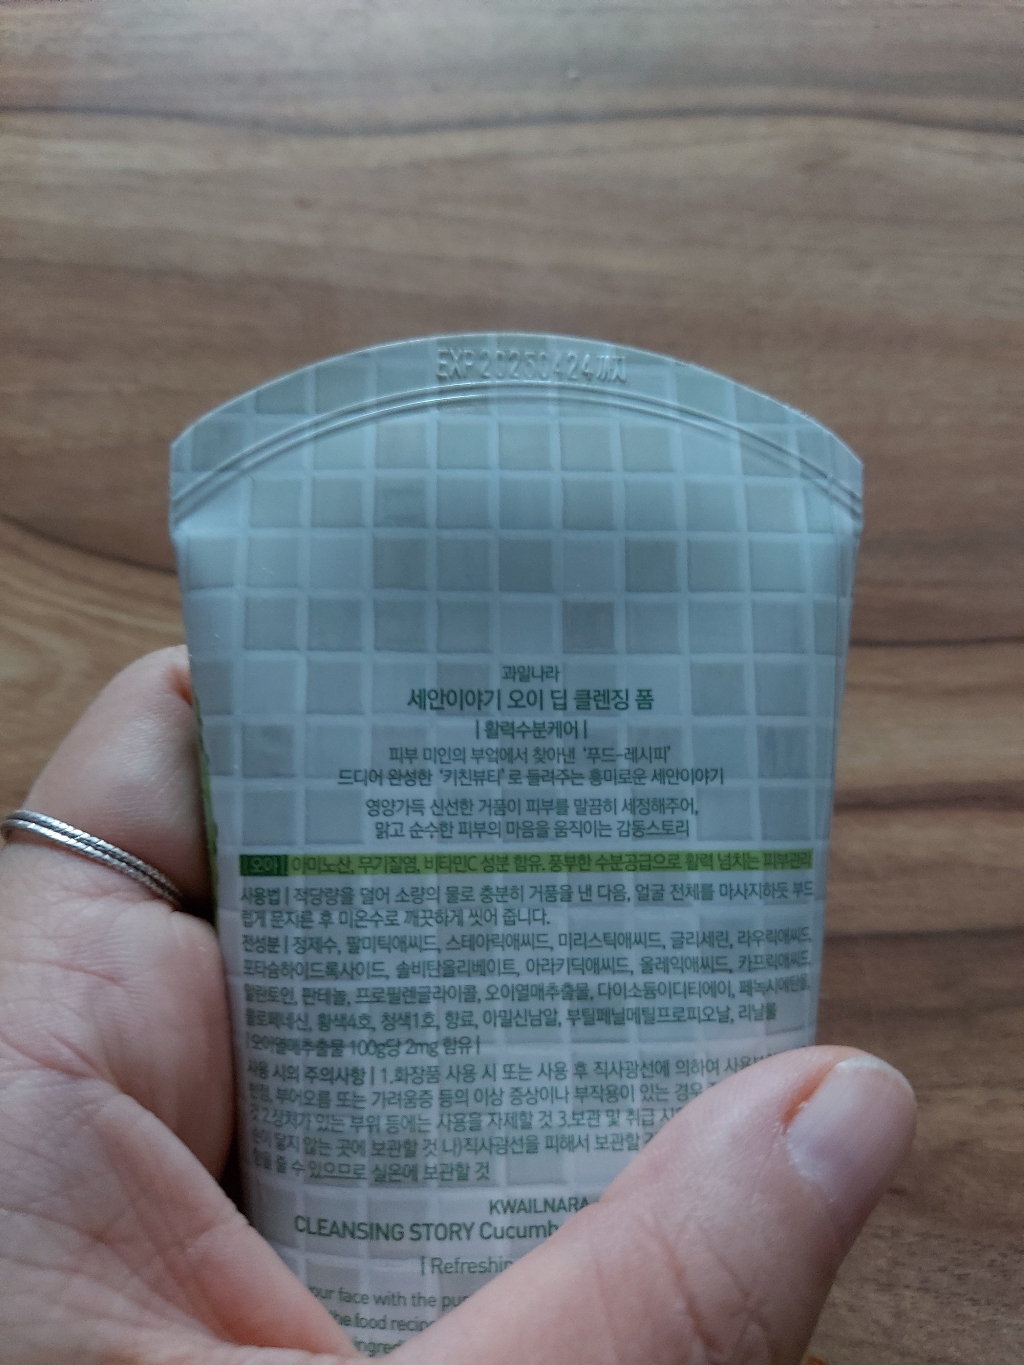 EXP 20250424까지
과일나라
세안이야기 오이 딥 클렌징 폼
| 활력수분케어 |
피부 미인의 부엌에서 찾아낸 '푸드-레시피'
드디어 완성한 '키친뷰티'로 들려주는 흥미로운 세안이야기
영양가득 신선한 거품이 피부를 말끔히 세정해주어,
맑고 순수한 피부의 마음을 움직이는 감동스토리
| 오이 | 아미노산, 무기질염, 비타민C 성분 함유. 풍부한 수분공급으로 활력 넘치는 피부관리
사용법 | 적당량을 덜어 소량의 물로 충분히 거품을 낸 다음, 얼굴 전체를 마사지하듯 부드
럽게 문지른 후 미온수로 깨끗하게 씻어 줍니다.
전성분 | 정제수, 팔미틱애씨드, 스테아릭애씨드, 미리스틱애씨드, 글리세린, 라우릭애씨드,
포타슘하이드록사이드, 솔비탄올리베이트, 아라키딕애씨드, 올레익애씨드, 카프릭애씨드,
알란토인, 판테놀, 프로필렌글라이콜, 오이열매추출물, 다이소듐이디티에이, 페녹시에탄올,
클로페네신, 황색4호, 청색1호, 향료, 아밀신남알, 부틸페닐메틸프로피오날, 리날룰
| 오이열매추출물 100g당 2mg 함유 |
사용 시의 주의사항 | 1.화장품 사용 시 또는 사용 후 직사광선에 의하여
반점, 부어오름 또는 가려움증 등의 이상 증상이나 부작용이 있는 경우
것 2.상처가 있는 부위 등에는 사용을 자제할 것 3.보관 및 취급
손이 닿지 않는 곳에 보관할 것 나)직사광선을 피해서 보관할
향을 줄 수 있으므로 실온에 보관할 것
KWAILNARA
CLEANSING STORY
face with the
the food